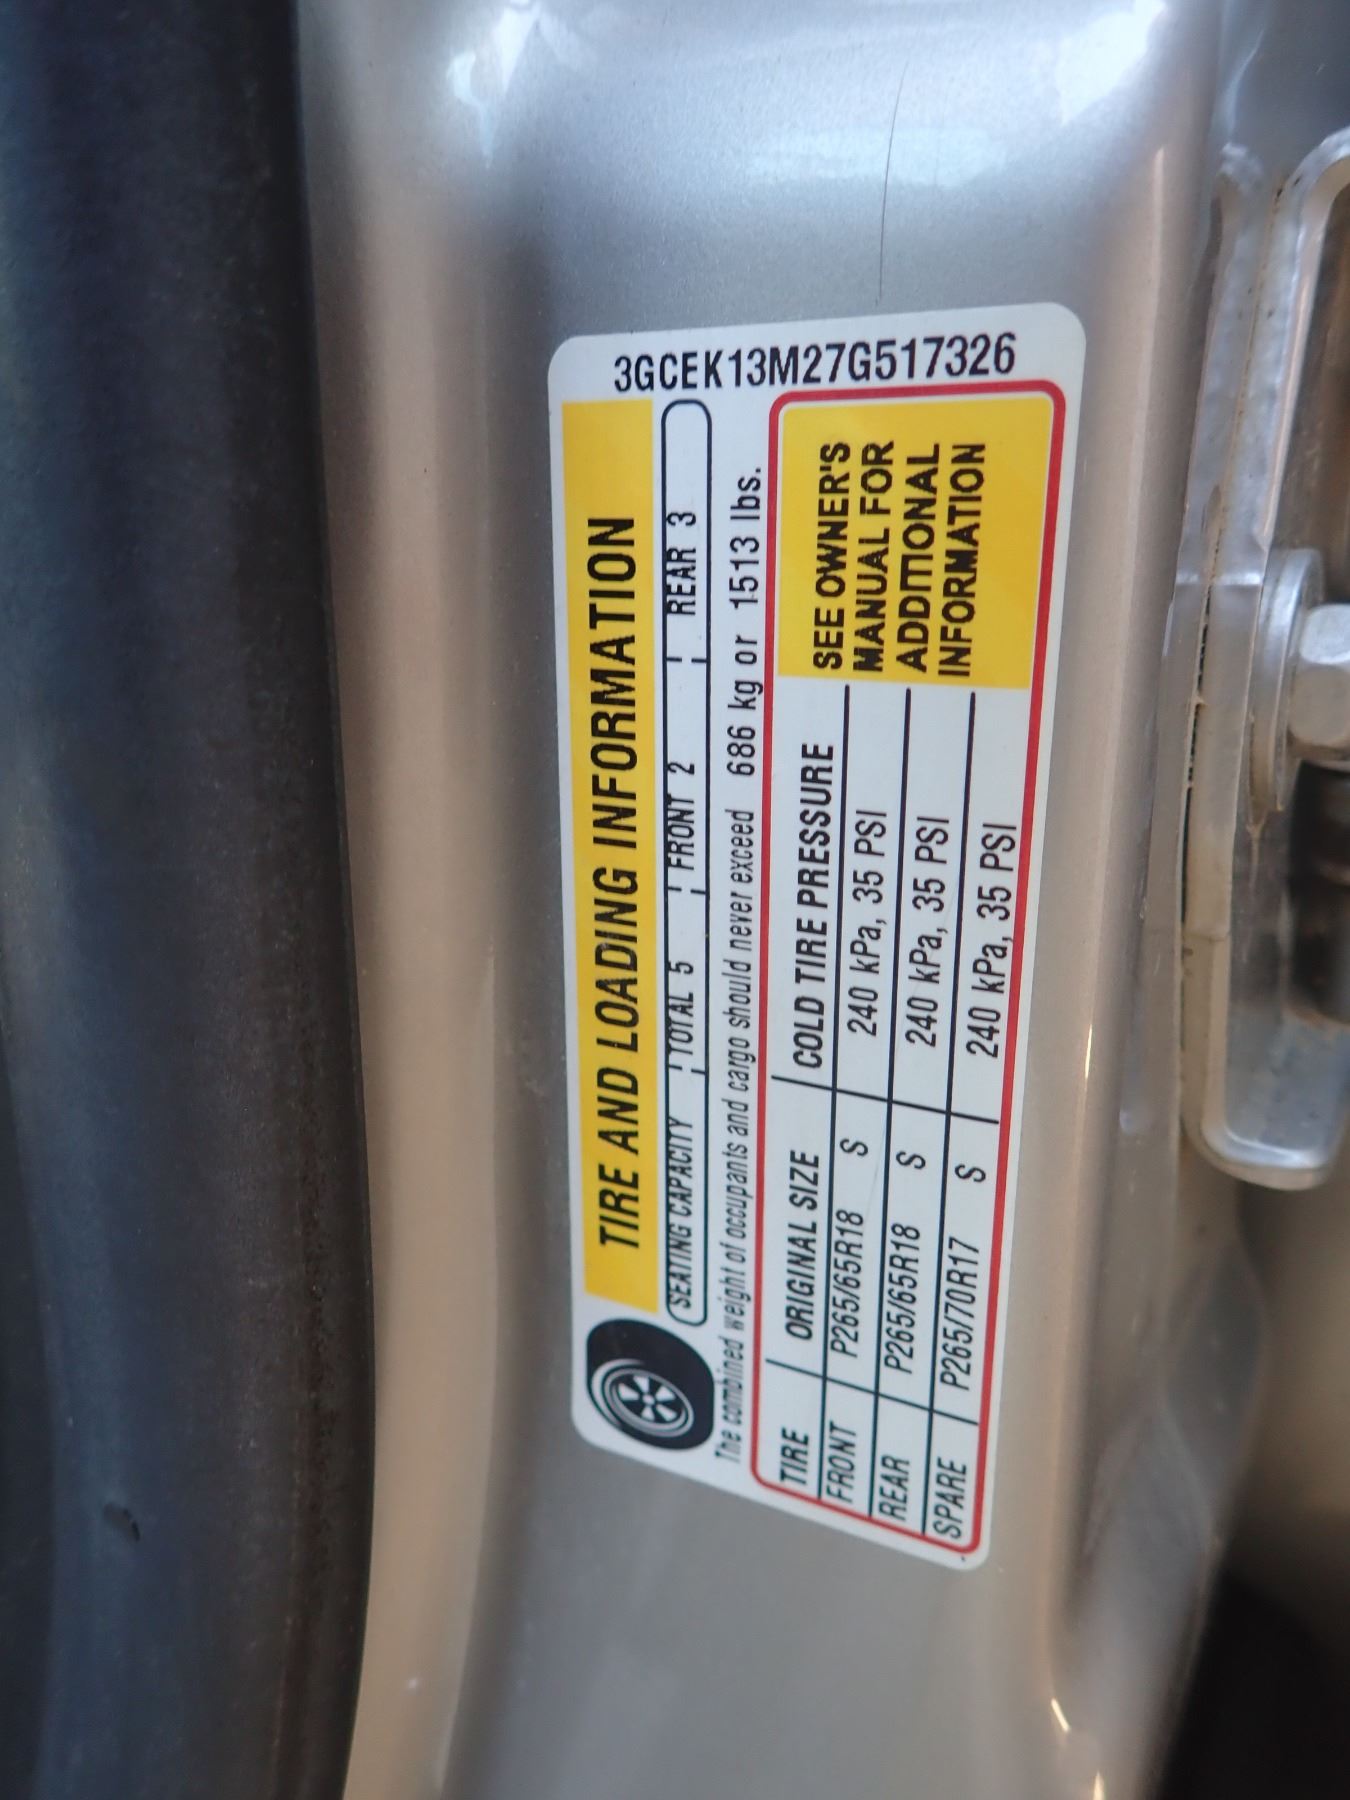 3GCEK13M27G517326
TIRE AND LOADING INFORMATION
SEATING CAPACITY TOTAL 5 FRONT 2 REAR 3
The combined weight of occupants and cargo should never exceed 686 kg or 1513 lbs.
TIRE ORIGINAL SIZE COLD TIRE PRESSURE
FRONT P265/65R18 S 240 kPa, 35 PSI
REAR P265/65R18 S 240 kPa, 35 PSI
SPARE P265/70R17 S 240 kPa, 35 PSI
SEE OWNER'S
MANUAL FOR
ADDITIONAL
INFORMATION